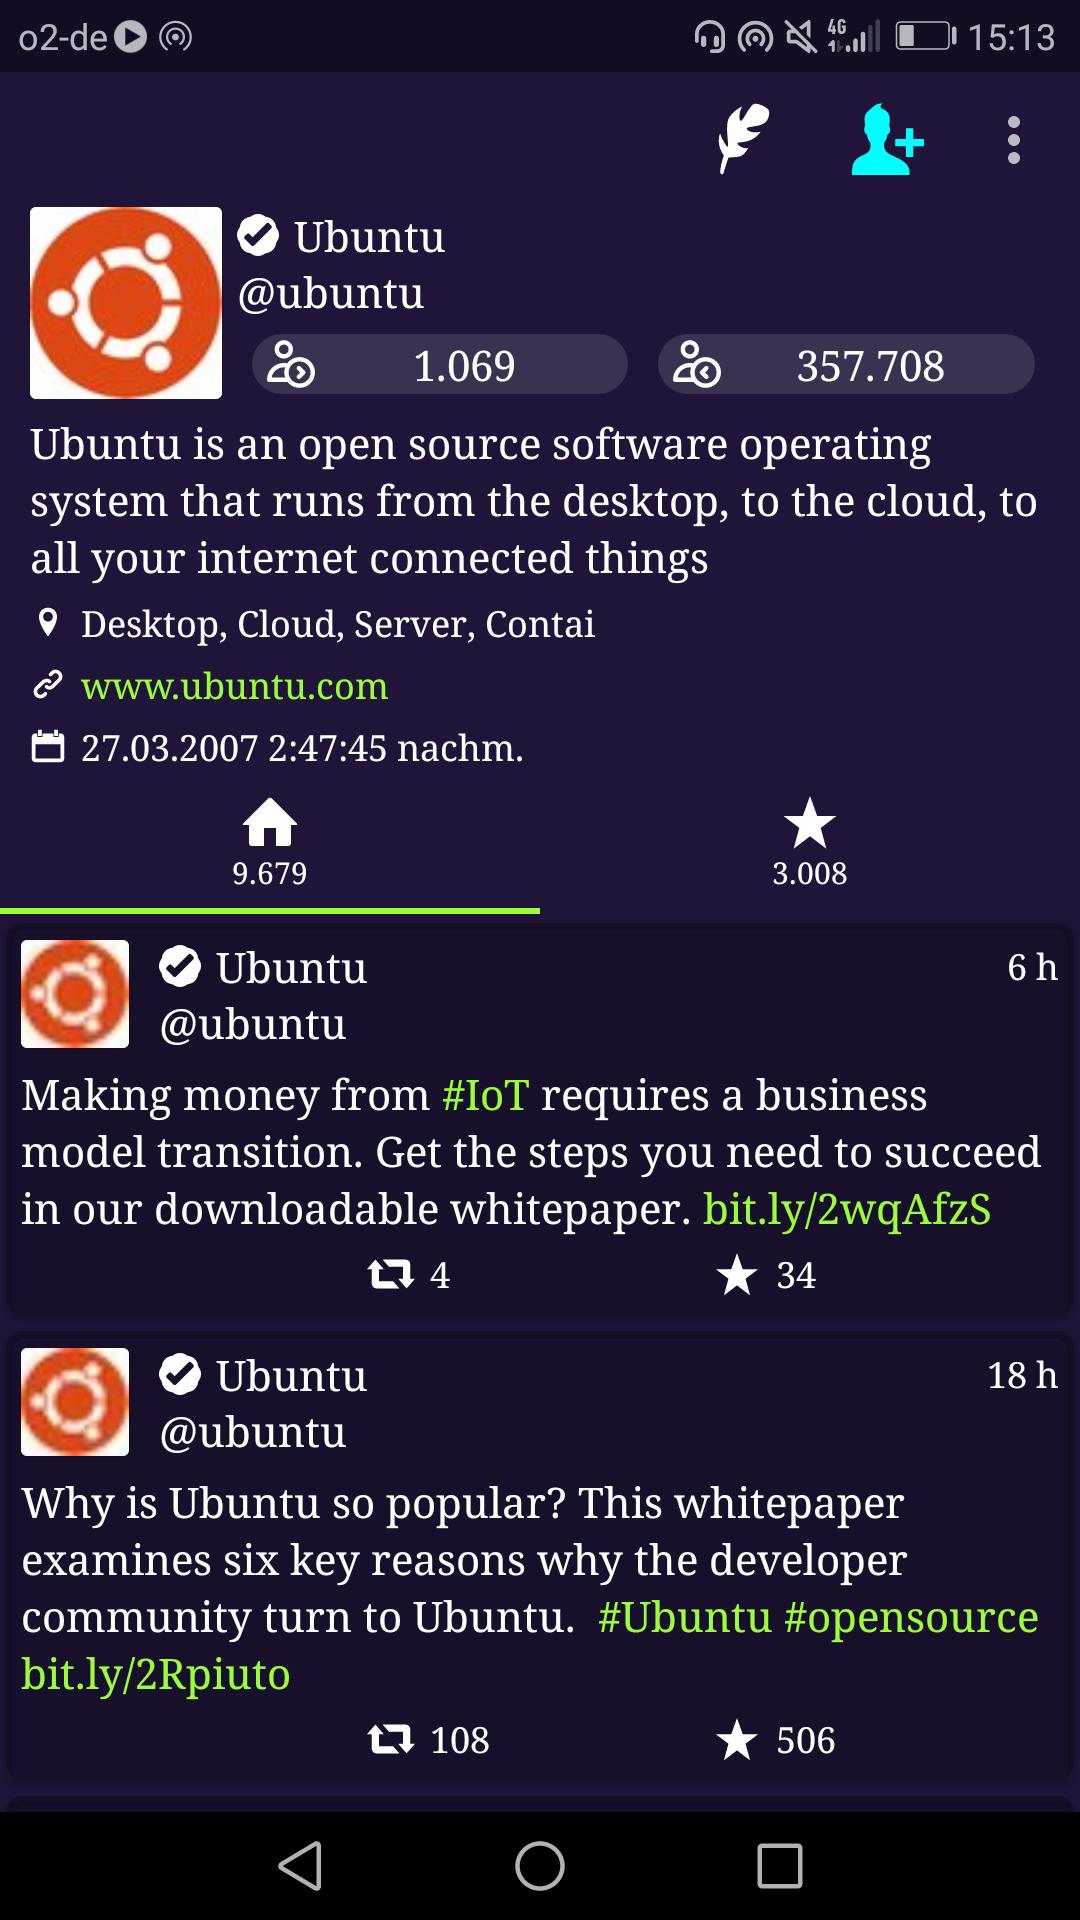 o2-de 4G 15:13
Ubuntu
@ubuntu
1.069 357.708
Ubuntu is an open source software operating
system that runs from the desktop, to the cloud, to
all your internet connected things
Desktop, Cloud, Server, Contai
www.ubuntu.com
27.03.2007 2:47:45 nachm.
9.679 3.008
Ubuntu 6 h
@ubuntu
Making money from #IoT requires a business
model transition. Get the steps you need to succeed
in our downloadable whitepaper. bit.ly/2wqAfzS
4 34
Ubuntu 18 h
@ubuntu
Why is Ubuntu so popular? This whitepaper
examines six key reasons why the developer
community turn to Ubuntu. #Ubuntu #opensource
bit.ly/2Rpiuto
108 506